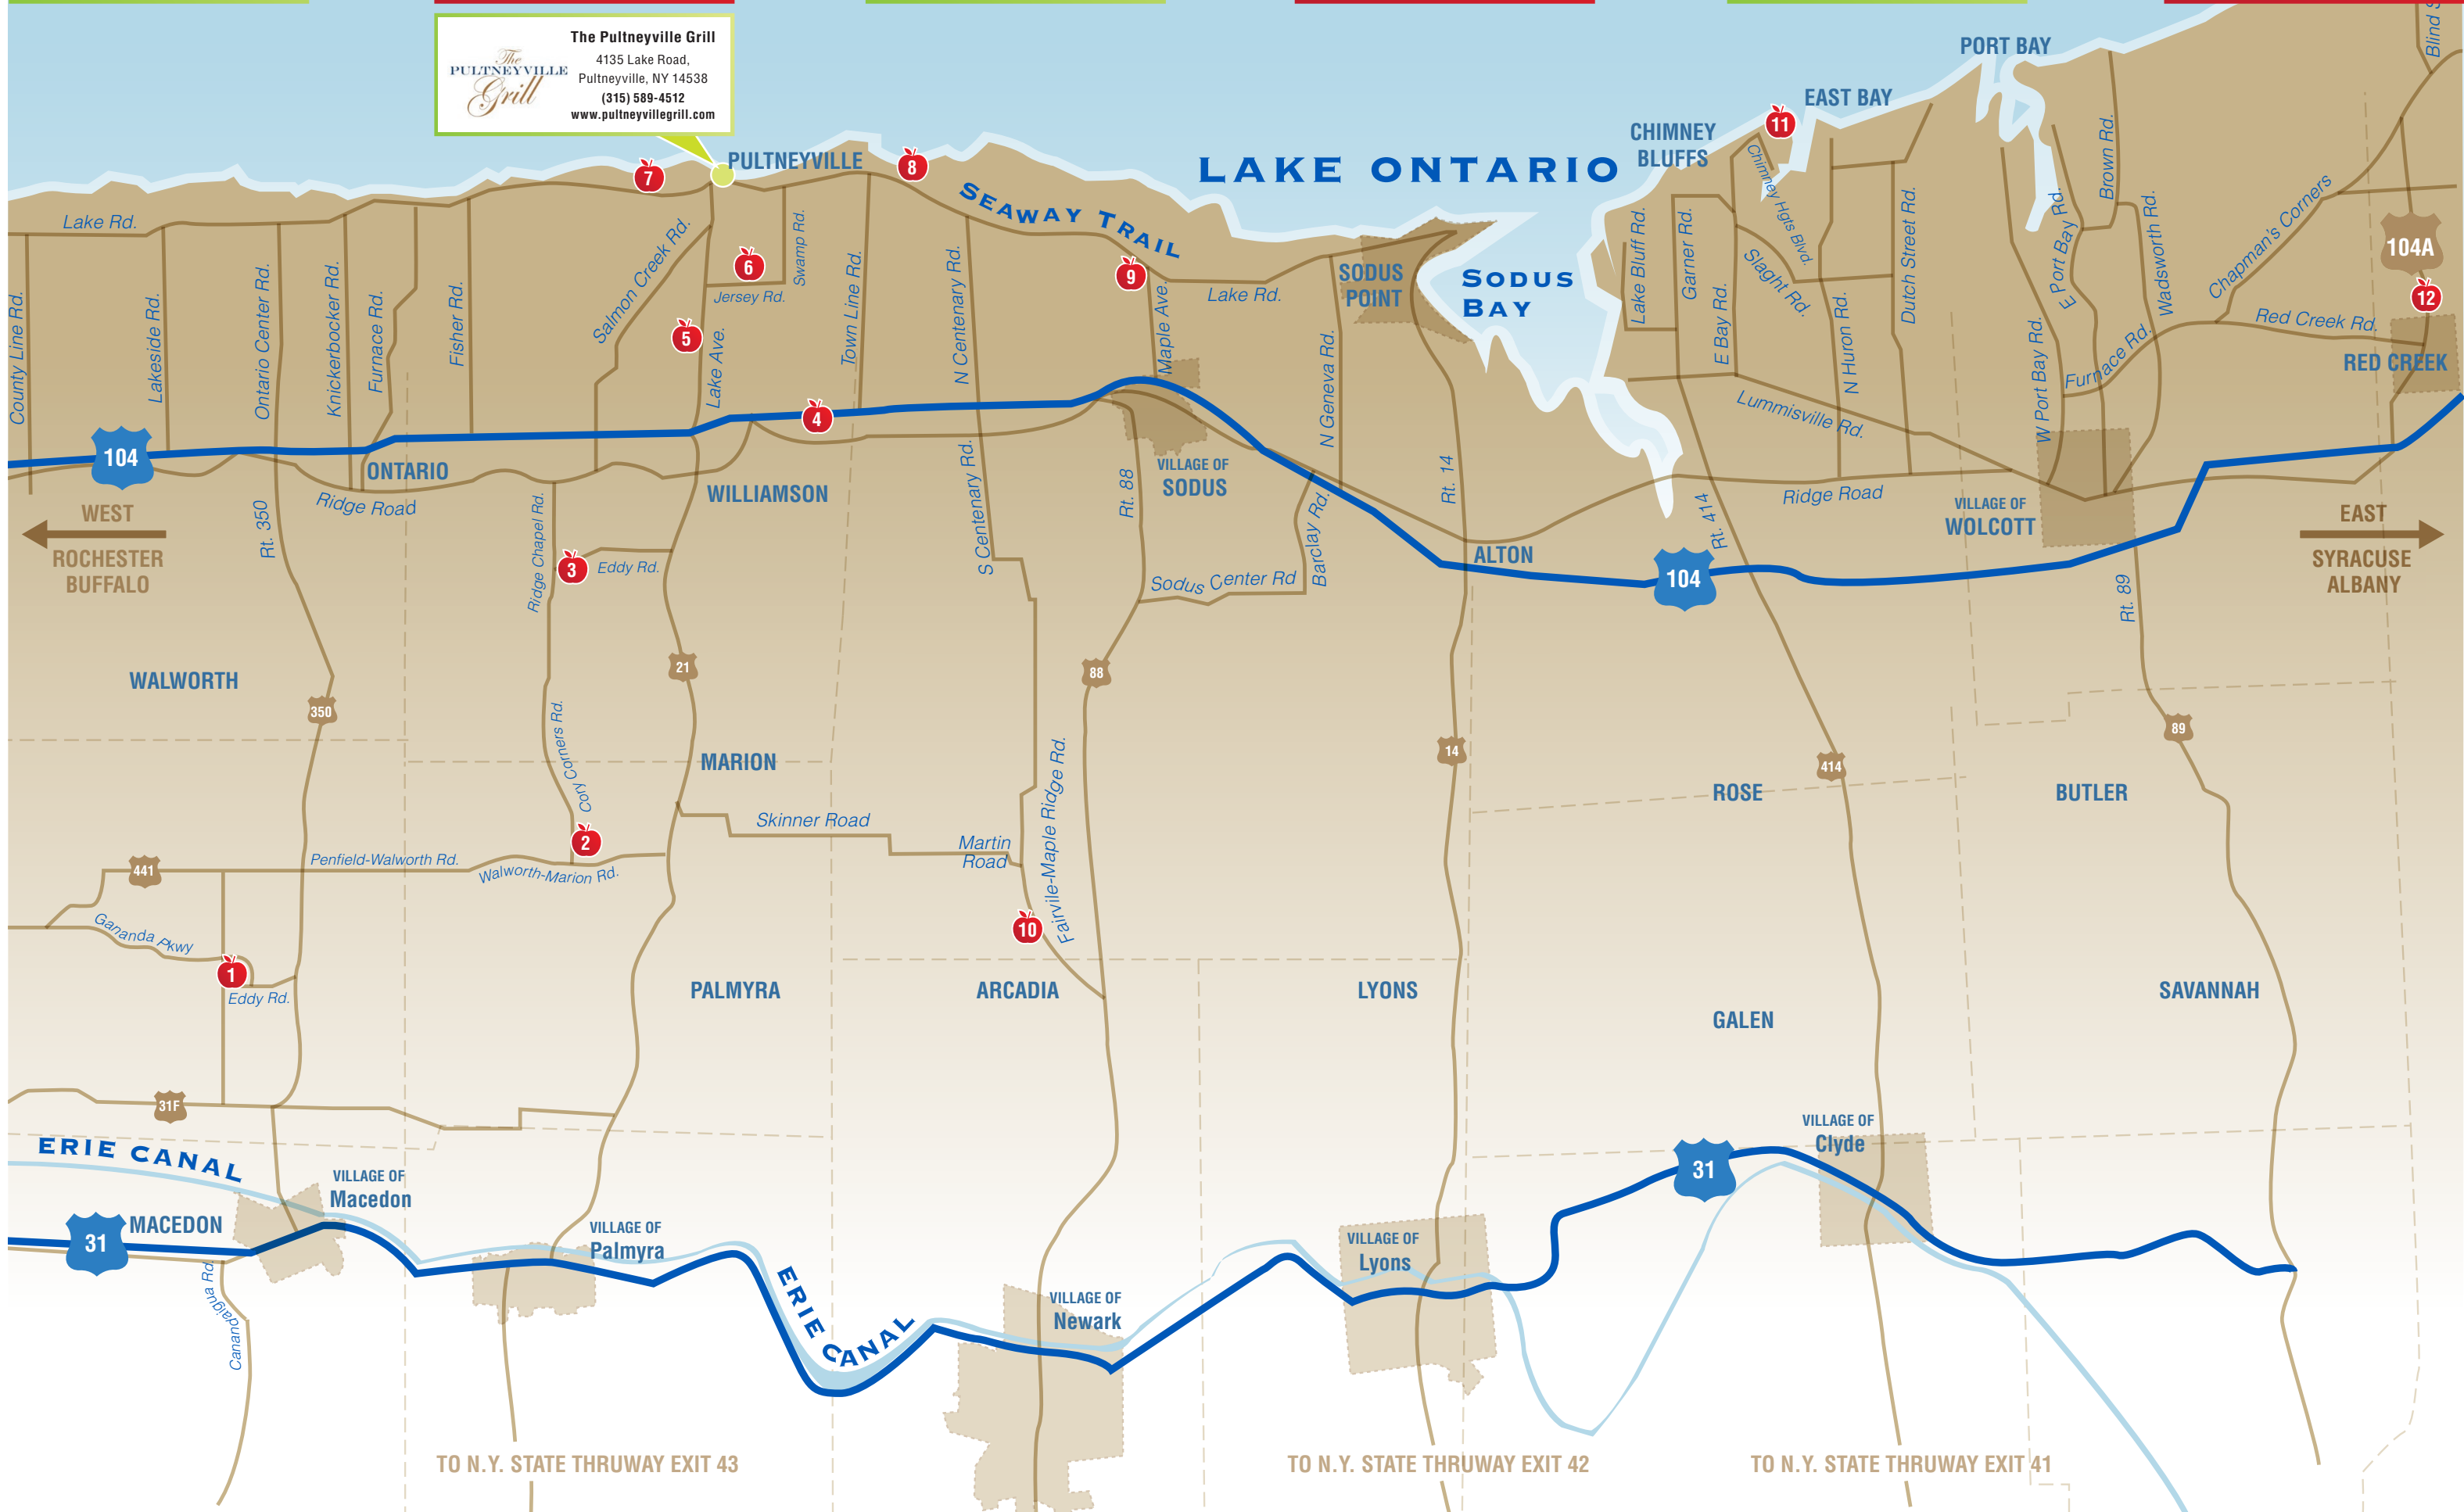 The
PULTNEYVILLE
Grill
The Pultneyville Grill
4135 Lake Road,
Pultneyville, NY 14538
(315) 589-4512
www.pultneyvillegrill.com
PORT BAY
EAST BAY
11
CHIMNEY
BLUFFS
PULTNEYVILLE
7
8
LAKE ONTARIO
SEAWAY TRAIL
Lake Rd.
Chimney Hgts Blvd.
Brown Rd.
Chapman's Corners
104A
12
Salmon Creek Rd.
6
Swamp Rd.
Jersey Rd.
5
9
Lake Rd.
SODUS
POINT
SODUS
BAY
Lake Bluff Rd.
Garner Rd.
E Bay Rd.
Slaght Rd.
N Huron Rd.
Dutch Street Rd.
E Port Bay Rd.
W Port Bay Rd.
Wadsworth Rd.
Furnace Rd.
Red Creek Rd.
RED CREEK
County Line Rd.
Lakeside Rd.
Ontario Center Rd.
Knickerbocker Rd.
Furnace Rd.
Fisher Rd.
Lake Ave.
Town Line Rd.
N Centenary Rd.
Maple Ave.
N Geneva Rd.
Lummisville Rd.
4
104
ONTARIO
Ridge Road
WILLIAMSON
VILLAGE OF
SODUS
Rt. 88
Rt. 14
Rt. 414
Ridge Road
VILLAGE OF
WOLCOTT
WEST
ROCHESTER
BUFFALO
EAST
SYRACUSE
ALBANY
Rt. 350
Ridge Chapel Rd.
3
Eddy Rd.
S Centenary Rd.
Sodus Center Rd
Barclay Rd.
ALTON
104
Rt. 89
WALWORTH
350
21
88
14
414
89
Cory Corners Rd.
MARION
ROSE
BUTLER
2
Skinner Road
Martin
Road
Fairville-Maple Ridge Rd.
441
Penfield-Walworth Rd.
Walworth-Marion Rd.
Gananda Pkwy
1
Eddy Rd.
10
PALMYRA
ARCADIA
LYONS
GALEN
SAVANNAH
31F
ERIE CANAL
VILLAGE OF
Macedon
31
MACEDON
Canandaigua Rd.
VILLAGE OF
Palmyra
ERIE CANAL
VILLAGE OF
Newark
VILLAGE OF
Lyons
31
VILLAGE OF
Clyde
TO N.Y. STATE THRUWAY EXIT 43
TO N.Y. STATE THRUWAY EXIT 42
TO N.Y. STATE THRUWAY EXIT 41